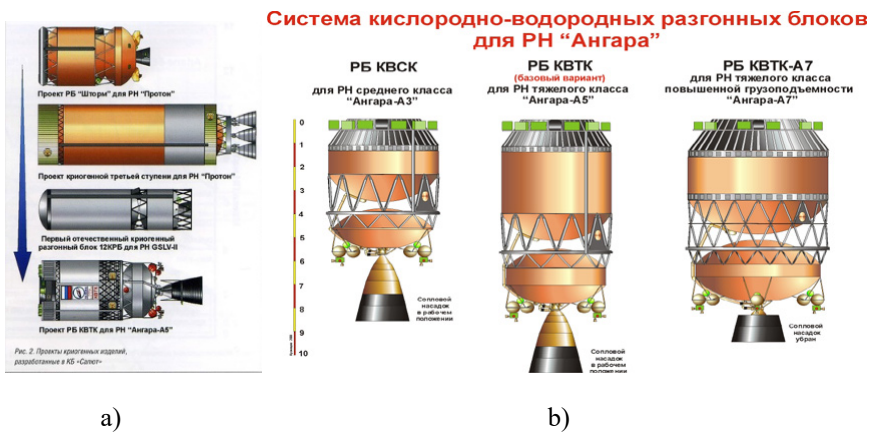 Система кислородно-водородных разгонных блоков
для РН “Ангара”
Проект РБ "Шторм" для РН "Протон"
Проект криогенной третьей ступени для РН "Протон"
Первый отечественный криогенный
разгонный блок 12КРБ для РН GSLV-II
Проект РБ КВТК для РН "Ангара-А5"
Рис. 2. Проекты криогенных изделий,
разработанные в КБ «Салют»
РБ КВСК
для РН среднего класса
“Ангара-А3”
РБ КВТК
(базовый вариант)
для РН тяжелого класса
“Ангара-А5”
РБ КВТК-А7
для РН тяжелого класса
повышенной грузоподъемности
“Ангара-А7”
0
1
2
3
4
5
6
7
8
9
10
Сопловой
насадок
в рабочем
положении
Сопловой
насадок
в рабочем
положении
Сопловой
насадок
убран
a)
b)